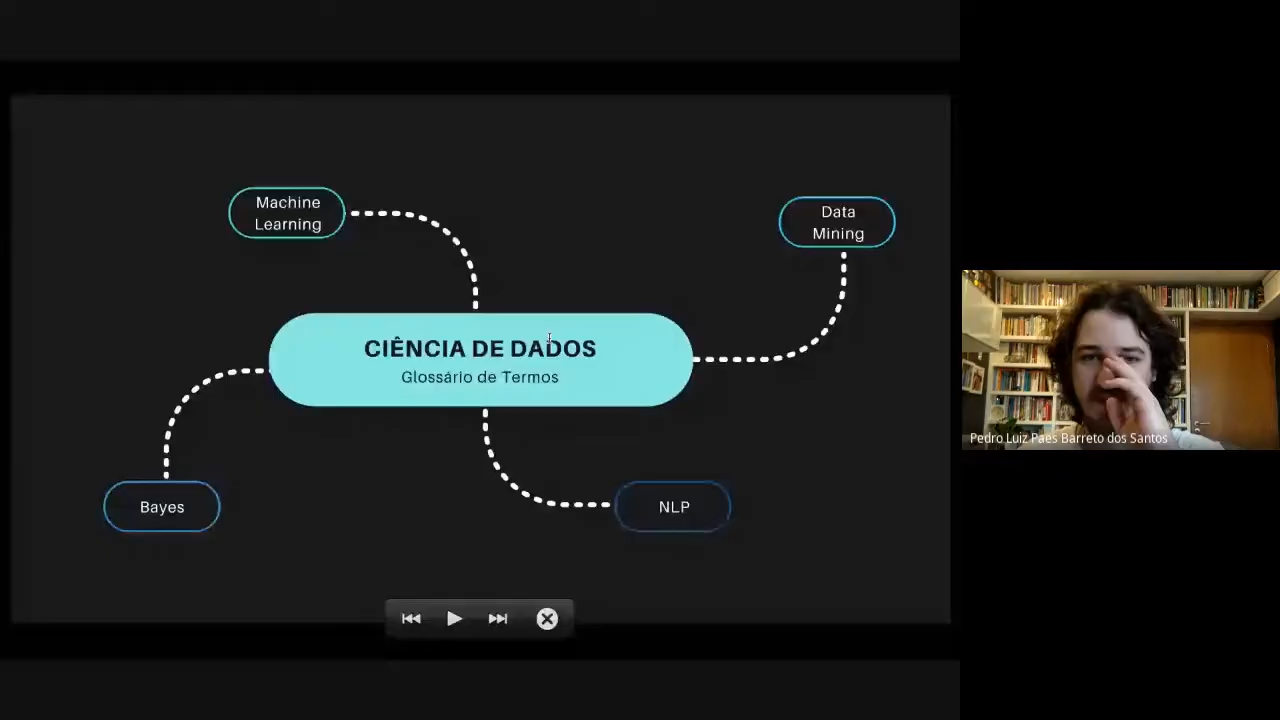 Machine
Learning
Data
Mining
CIÊNCIA DE DADOS
Glossário de Termos
Bayes
NLP
Pedro Luiz Paes Barreto dos Santos